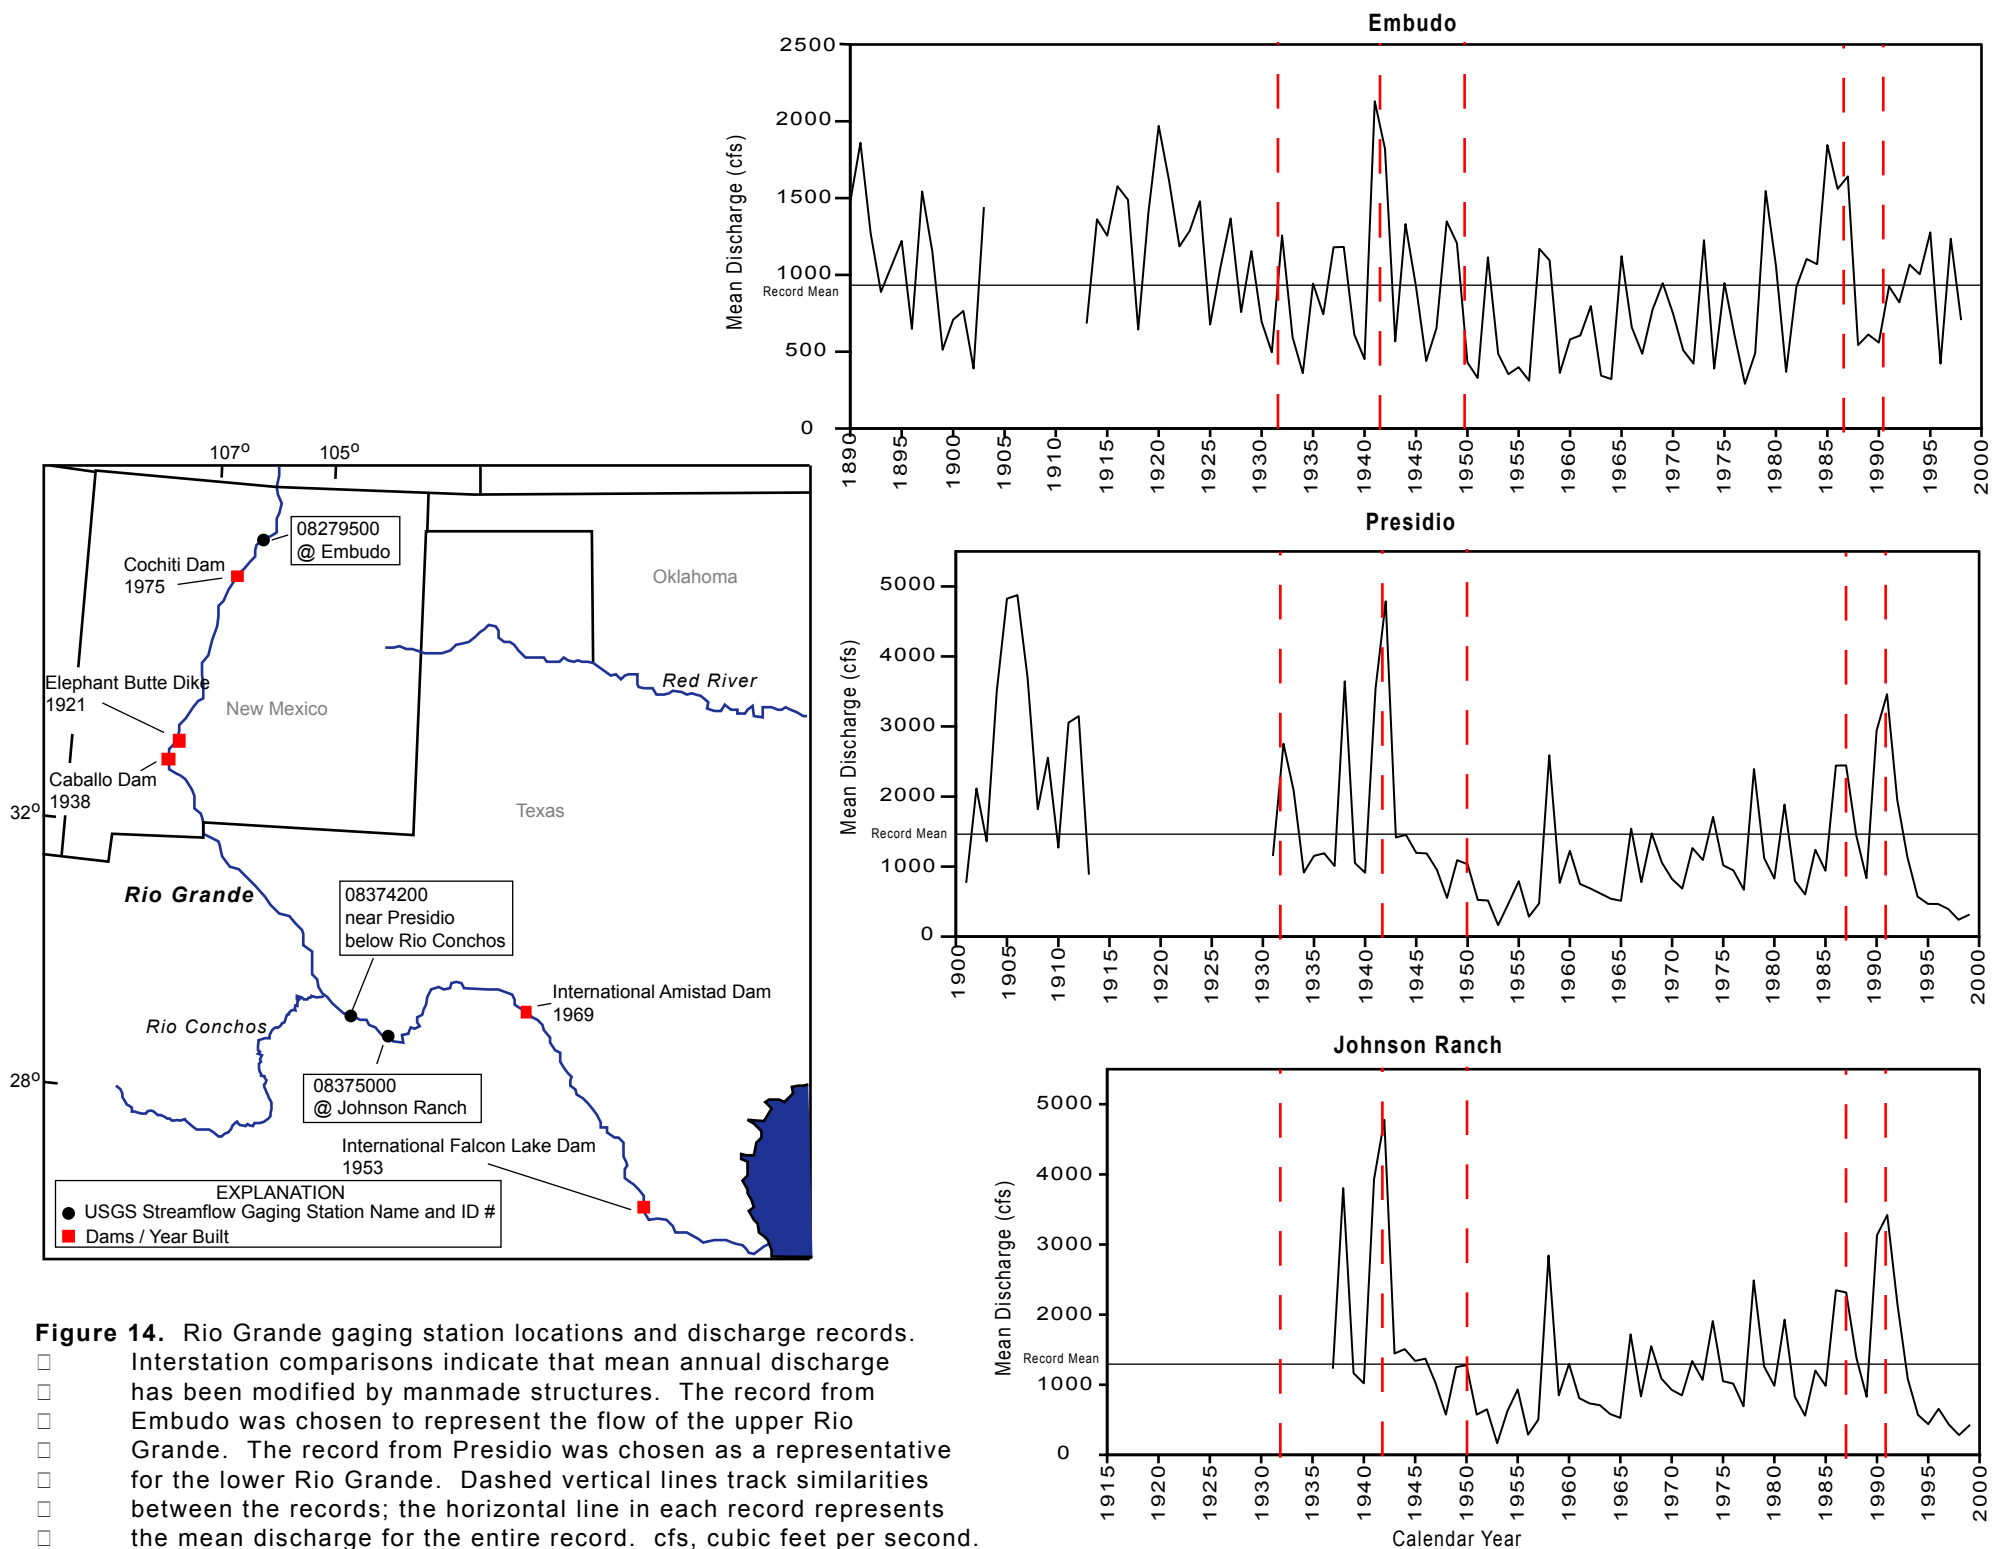 Embudo
2500
2000
1500
1000
500
0
Record Mean
Mean Discharge (cfs)
1890 1895 1900 1905 1910 1915 1920 1925 1930 1935 1940 1945 1950 1955 1960 1965 1970 1975 1980 1985 1990 1995 2000
Presidio
5000
4000
3000
2000
1000
0
Record Mean
Mean Discharge (cfs)
1900 1905 1910 1915 1920 1925 1930 1935 1940 1945 1950 1955 1960 1965 1970 1975 1980 1985 1990 1995 2000
Johnson Ranch
5000
4000
3000
2000
1000
0
Record Mean
Mean Discharge (cfs)
1915 1920 1925 1930 1935 1940 1945 1950 1955 1960 1965 1970 1975 1980 1985 1990 1995 2000
Calendar Year
107o 105o
32o
28o
08279500
@ Embudo
Cochiti Dam
1975
Oklahoma
Red River
Elephant Butte Dike
1921
New Mexico
Caballo Dam
1938
Texas
Rio Grande
08374200
near Presidio
below Rio Conchos
International Amistad Dam
1969
Rio Conchos
08375000
@ Johnson Ranch
International Falcon Lake Dam
1953
EXPLANATION
USGS Streamflow Gaging Station Name and ID #
Dams / Year Built
Figure 14. Rio Grande gaging station locations and discharge records.
Interstation comparisons indicate that mean annual discharge
has been modified by manmade structures. The record from
Embudo was chosen to represent the flow of the upper Rio
Grande. The record from Presidio was chosen as a representative
for the lower Rio Grande. Dashed vertical lines track similarities
between the records; the horizontal line in each record represents
the mean discharge for the entire record. cfs, cubic feet per second.